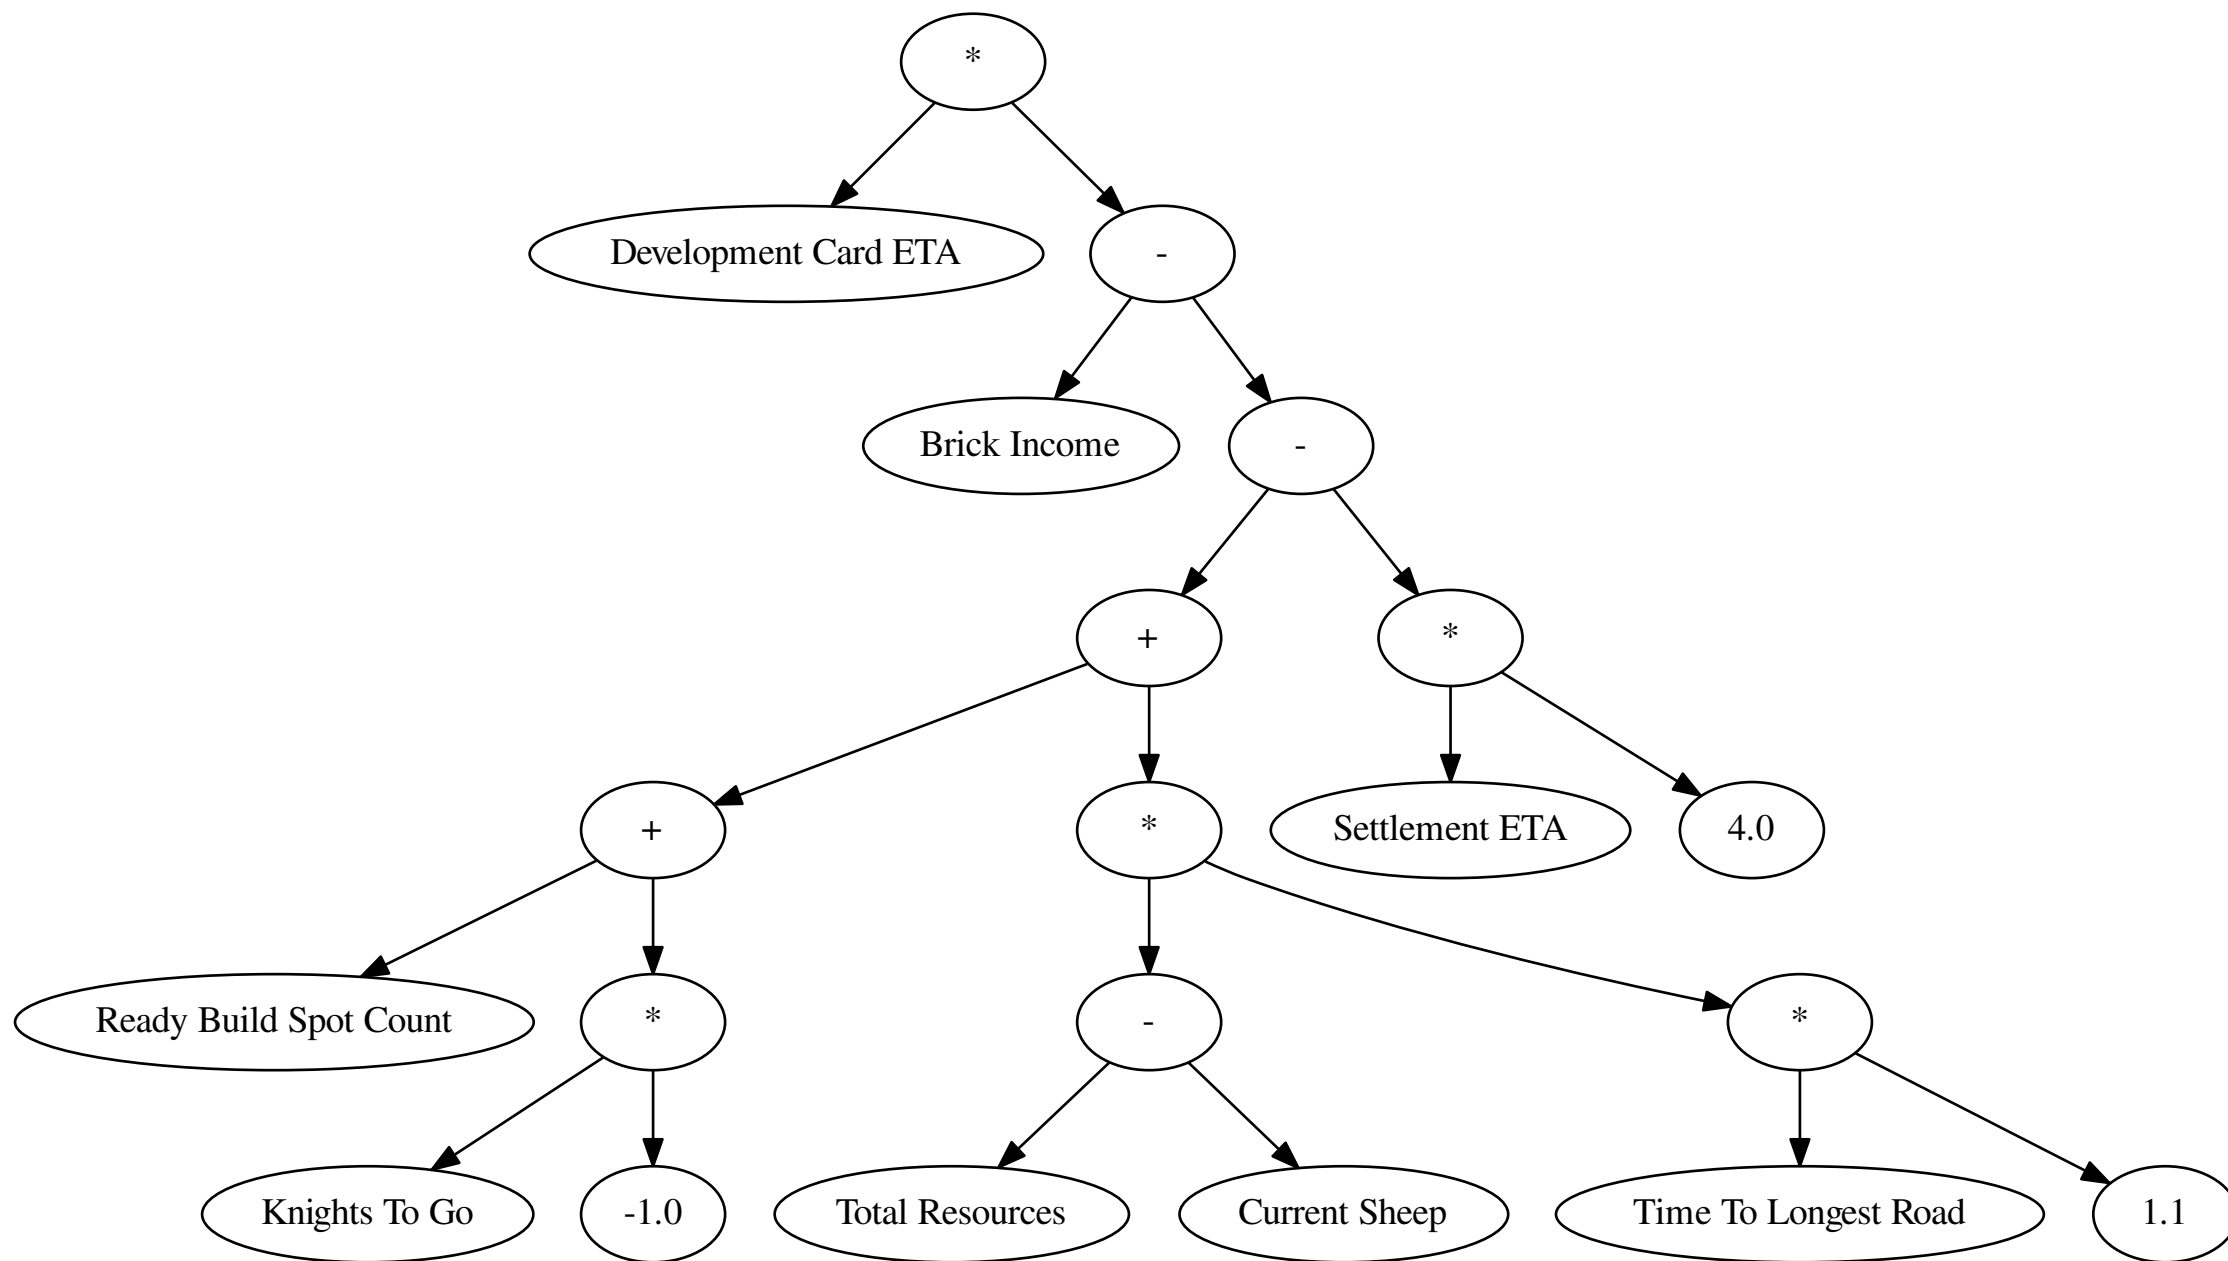 *
Development Card ETA
-
Brick Income
-
+
*
+
*
Settlement ETA
4.0
Ready Build Spot Count
*
-
*
Knights To Go
-1.0
Total Resources
Current Sheep
Time To Longest Road
1.1